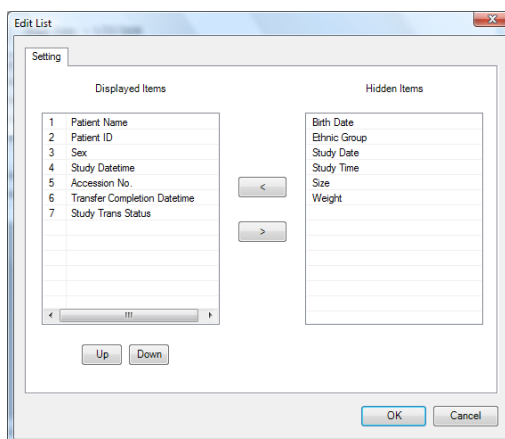 Edit List
Setting
Displayed Items
Hidden Items
1 Patient Name
2 Patient ID
3 Sex
4 Study Datetime
5 Accession No.
6 Transfer Completion Datetime
7 Study Trans Status
<
>
Birth Date
Ethnic Group
Study Date
Study Time
Size
Weight
Up Down
OK Cancel